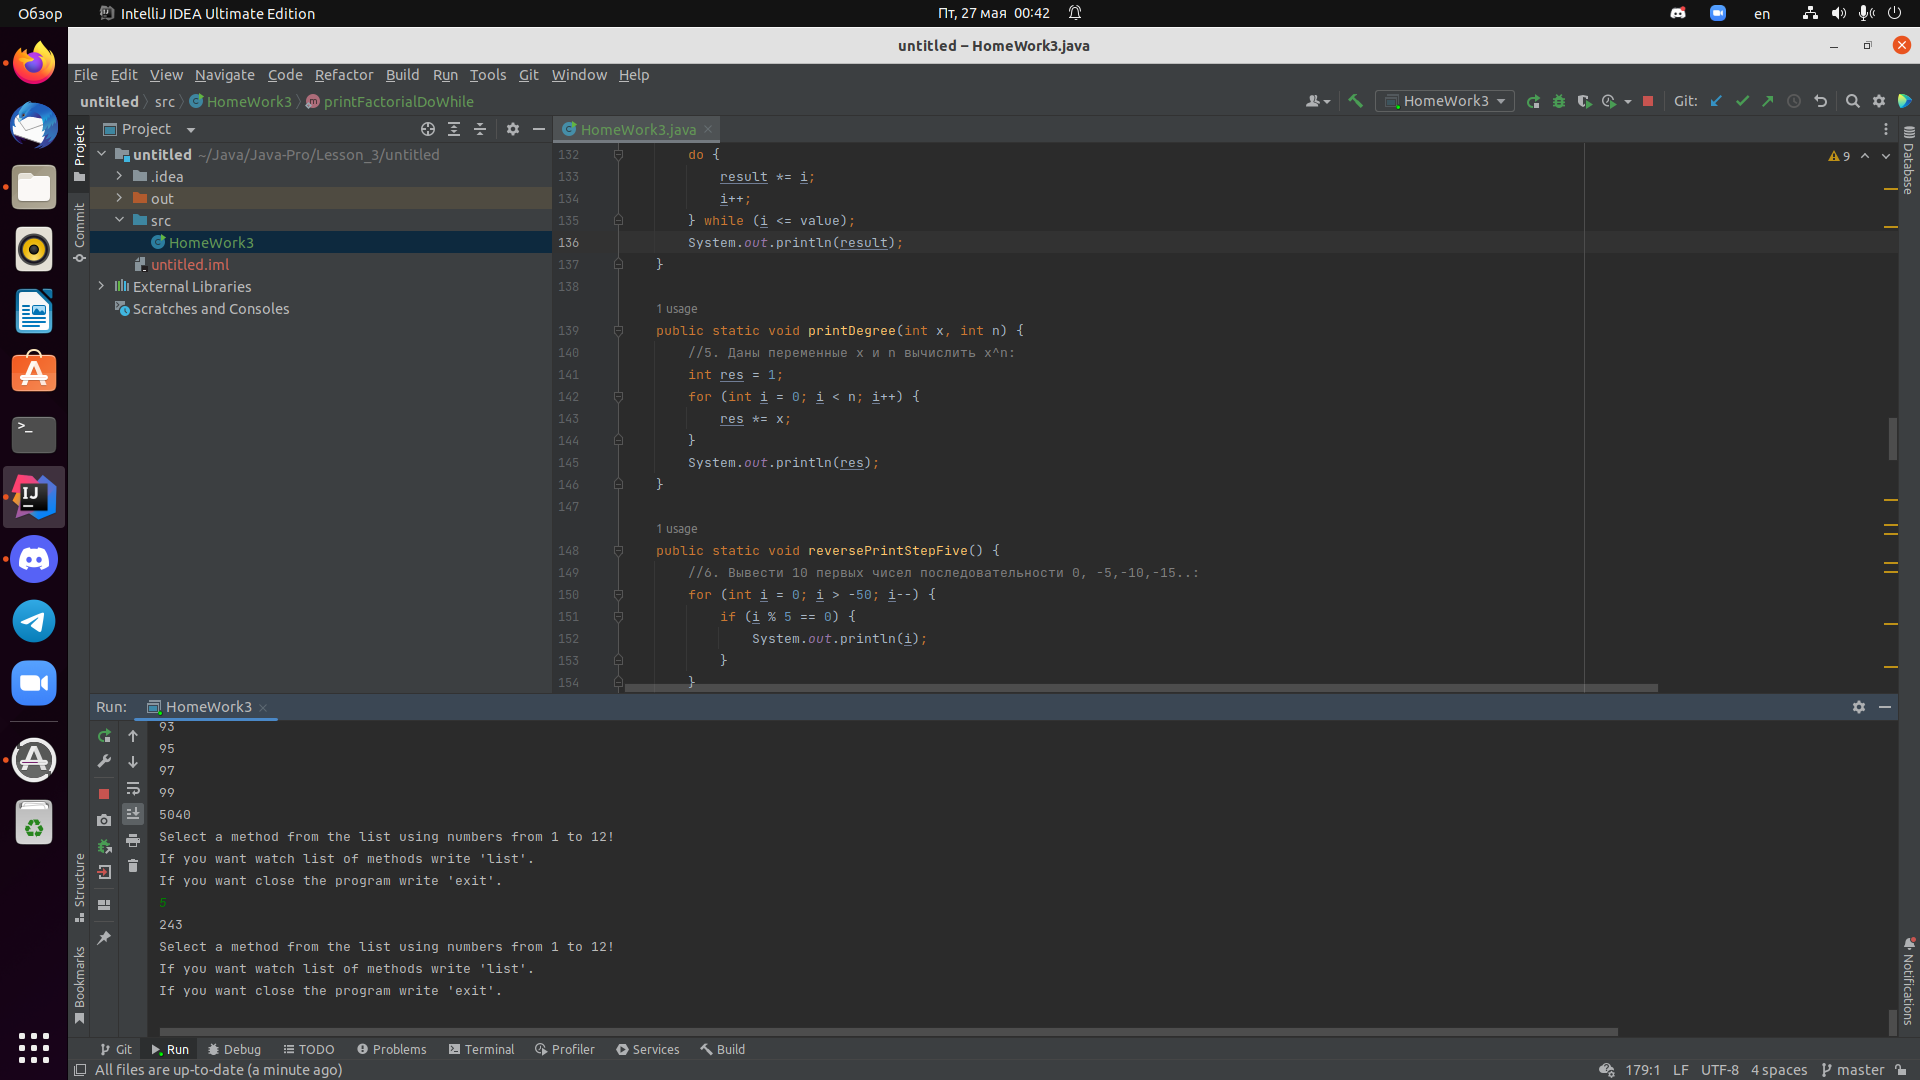 Обзор
IntelliJ IDEA Ultimate Edition
Пт, 27 мая 00:42
en
untitled – HomeWork3.java
File Edit View Navigate Code Refactor Build Run Tools Git Window Help
untitled src HomeWork3 printFactorialDoWhile
HomeWork3
Git:
Project
untitled ~/Java/Java-Pro/Lesson_3/untitled
.idea
out
src
HomeWork3
untitled.iml
External Libraries
Scratches and Consoles
Project
Commit
Structure
Bookmarks
HomeWork3.java
9
Database
Notifications
132 do {
133 result *= i;
134 i++;
135 } while (i <= value);
136 System.out.println(result);
137 }
138
1 usage
139 public static void printDegree(int x, int n) {
140 //5. Даны переменные x и n вычислить x^n:
141 int res = 1;
142 for (int i = 0; i < n; i++) {
143 res *= x;
144 }
145 System.out.println(res);
146 }
147
1 usage
148 public static void reversePrintStepFive() {
149 //6. Вывести 10 первых чисел последовательности 0, -5,-10,-15..:
150 for (int i = 0; i > -50; i--) {
151 if (i % 5 == 0) {
152 System.out.println(i);
153 }
154 }
Run: HomeWork3
93
95
97
99
5040
Select a method from the list using numbers from 1 to 12!
If you want watch list of methods write 'list'.
If you want close the program write 'exit'.
5
243
Select a method from the list using numbers from 1 to 12!
If you want watch list of methods write 'list'.
If you want close the program write 'exit'.
Git Run Debug TODO Problems Terminal Profiler Services Build
All files are up-to-date (a minute ago)
179:1 LF UTF-8 4 spaces master